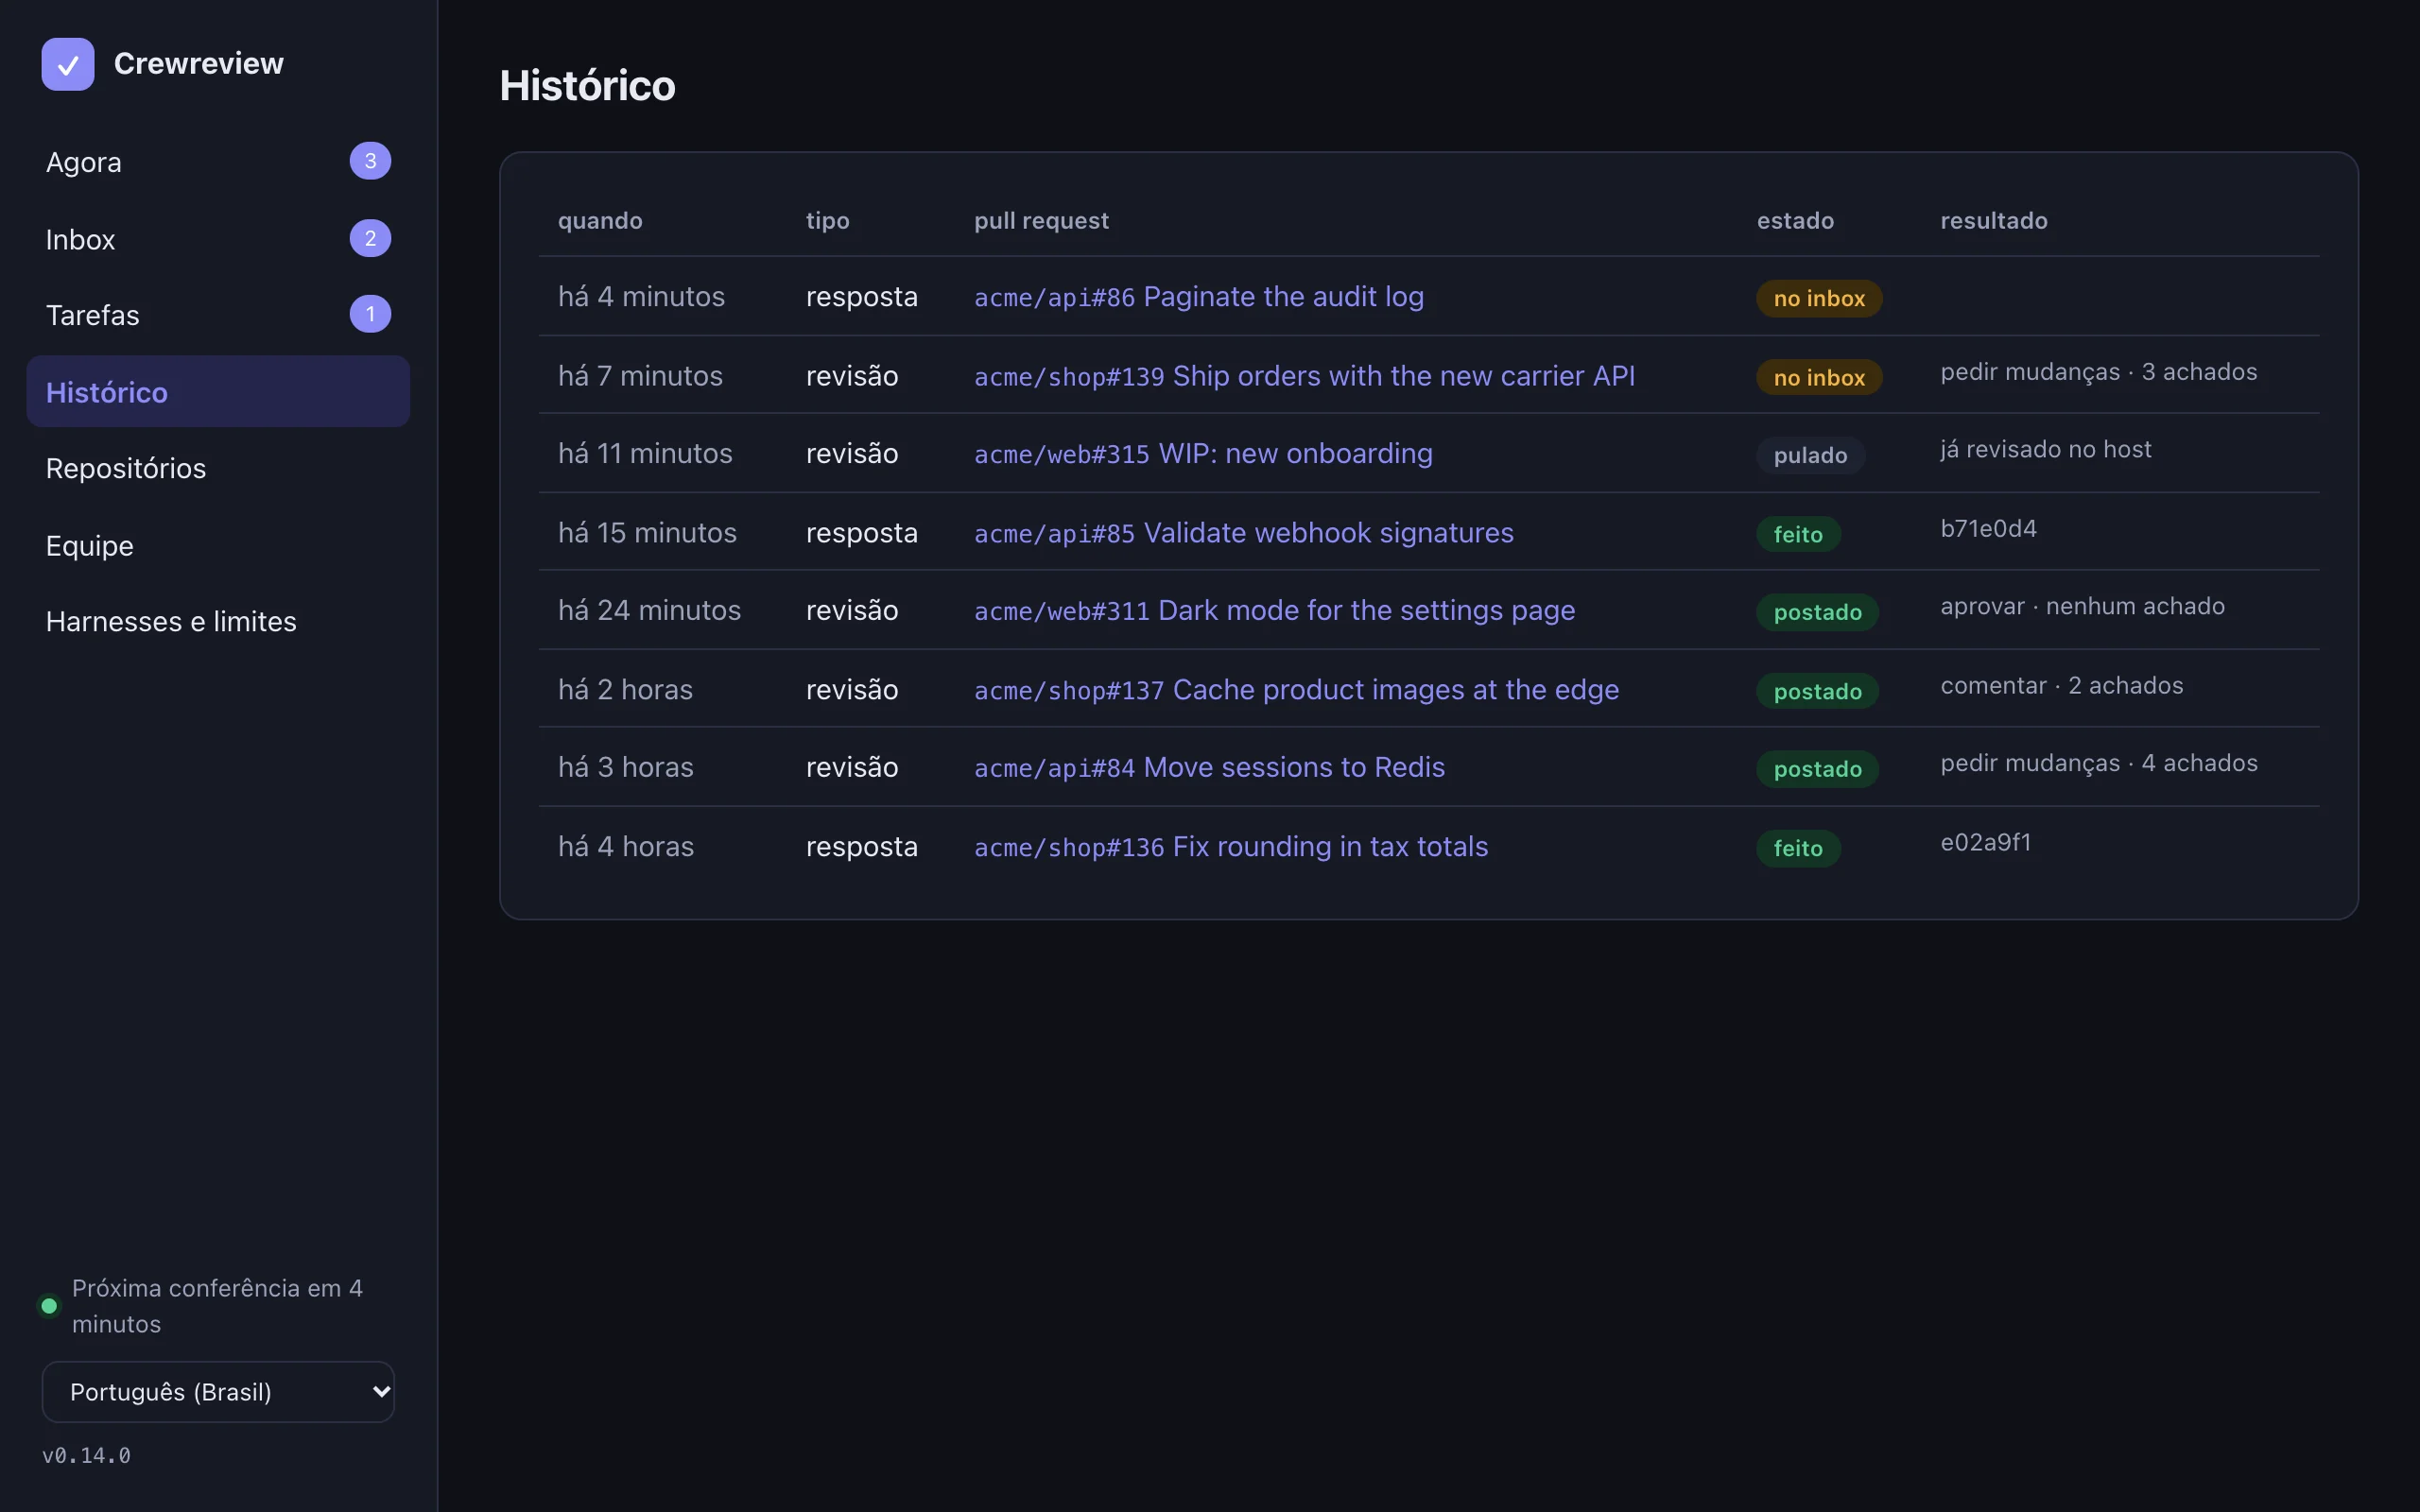 Crewreview
Agora 3
Inbox 2
Tarefas 1
Histórico
Repositórios
Equipe
Harnesses e limites
Próxima conferência em 4
minutos
Português (Brasil)
v0.14.0
Histórico
quando tipo pull request estado resultado
há 4 minutos resposta acme/api#86 Paginate the audit log no inbox
há 7 minutos revisão acme/shop#139 Ship orders with the new carrier API no inbox pedir mudanças · 3 achados
há 11 minutos revisão acme/web#315 WIP: new onboarding pulado já revisado no host
há 15 minutos resposta acme/api#85 Validate webhook signatures feito b71e0d4
há 24 minutos revisão acme/web#311 Dark mode for the settings page postado aprovar · nenhum achado
há 2 horas revisão acme/shop#137 Cache product images at the edge postado comentar · 2 achados
há 3 horas revisão acme/api#84 Move sessions to Redis postado pedir mudanças · 4 achados
há 4 horas resposta acme/shop#136 Fix rounding in tax totals feito e02a9f1